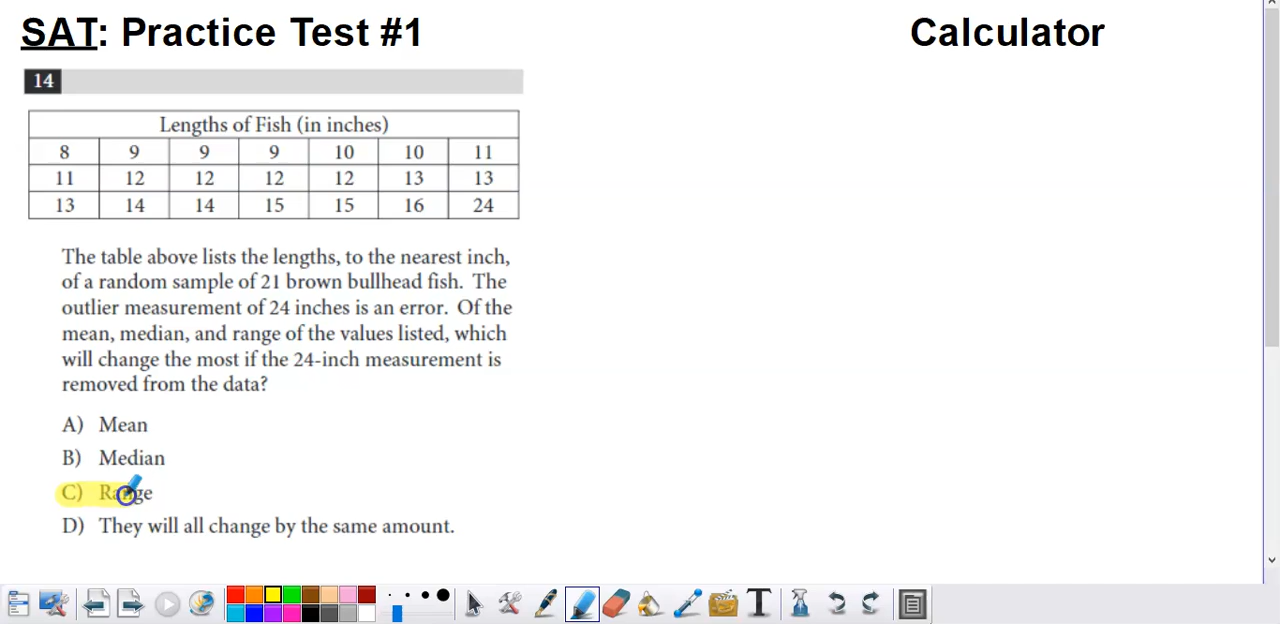 SAT: Practice Test #1 Calculator
14
Lengths of Fish (in inches)
8 9 9 9 10 10 11
11 12 12 12 12 13 13
13 14 14 15 15 16 24
The table above lists the lengths, to the nearest inch,
of a random sample of 21 brown bullhead fish. The
outlier measurement of 24 inches is an error. Of the
mean, median, and range of the values listed, which
will change the most if the 24-inch measurement is
removed from the data?
A) Mean
B) Median
C) Range
D) They will all change by the same amount.
T